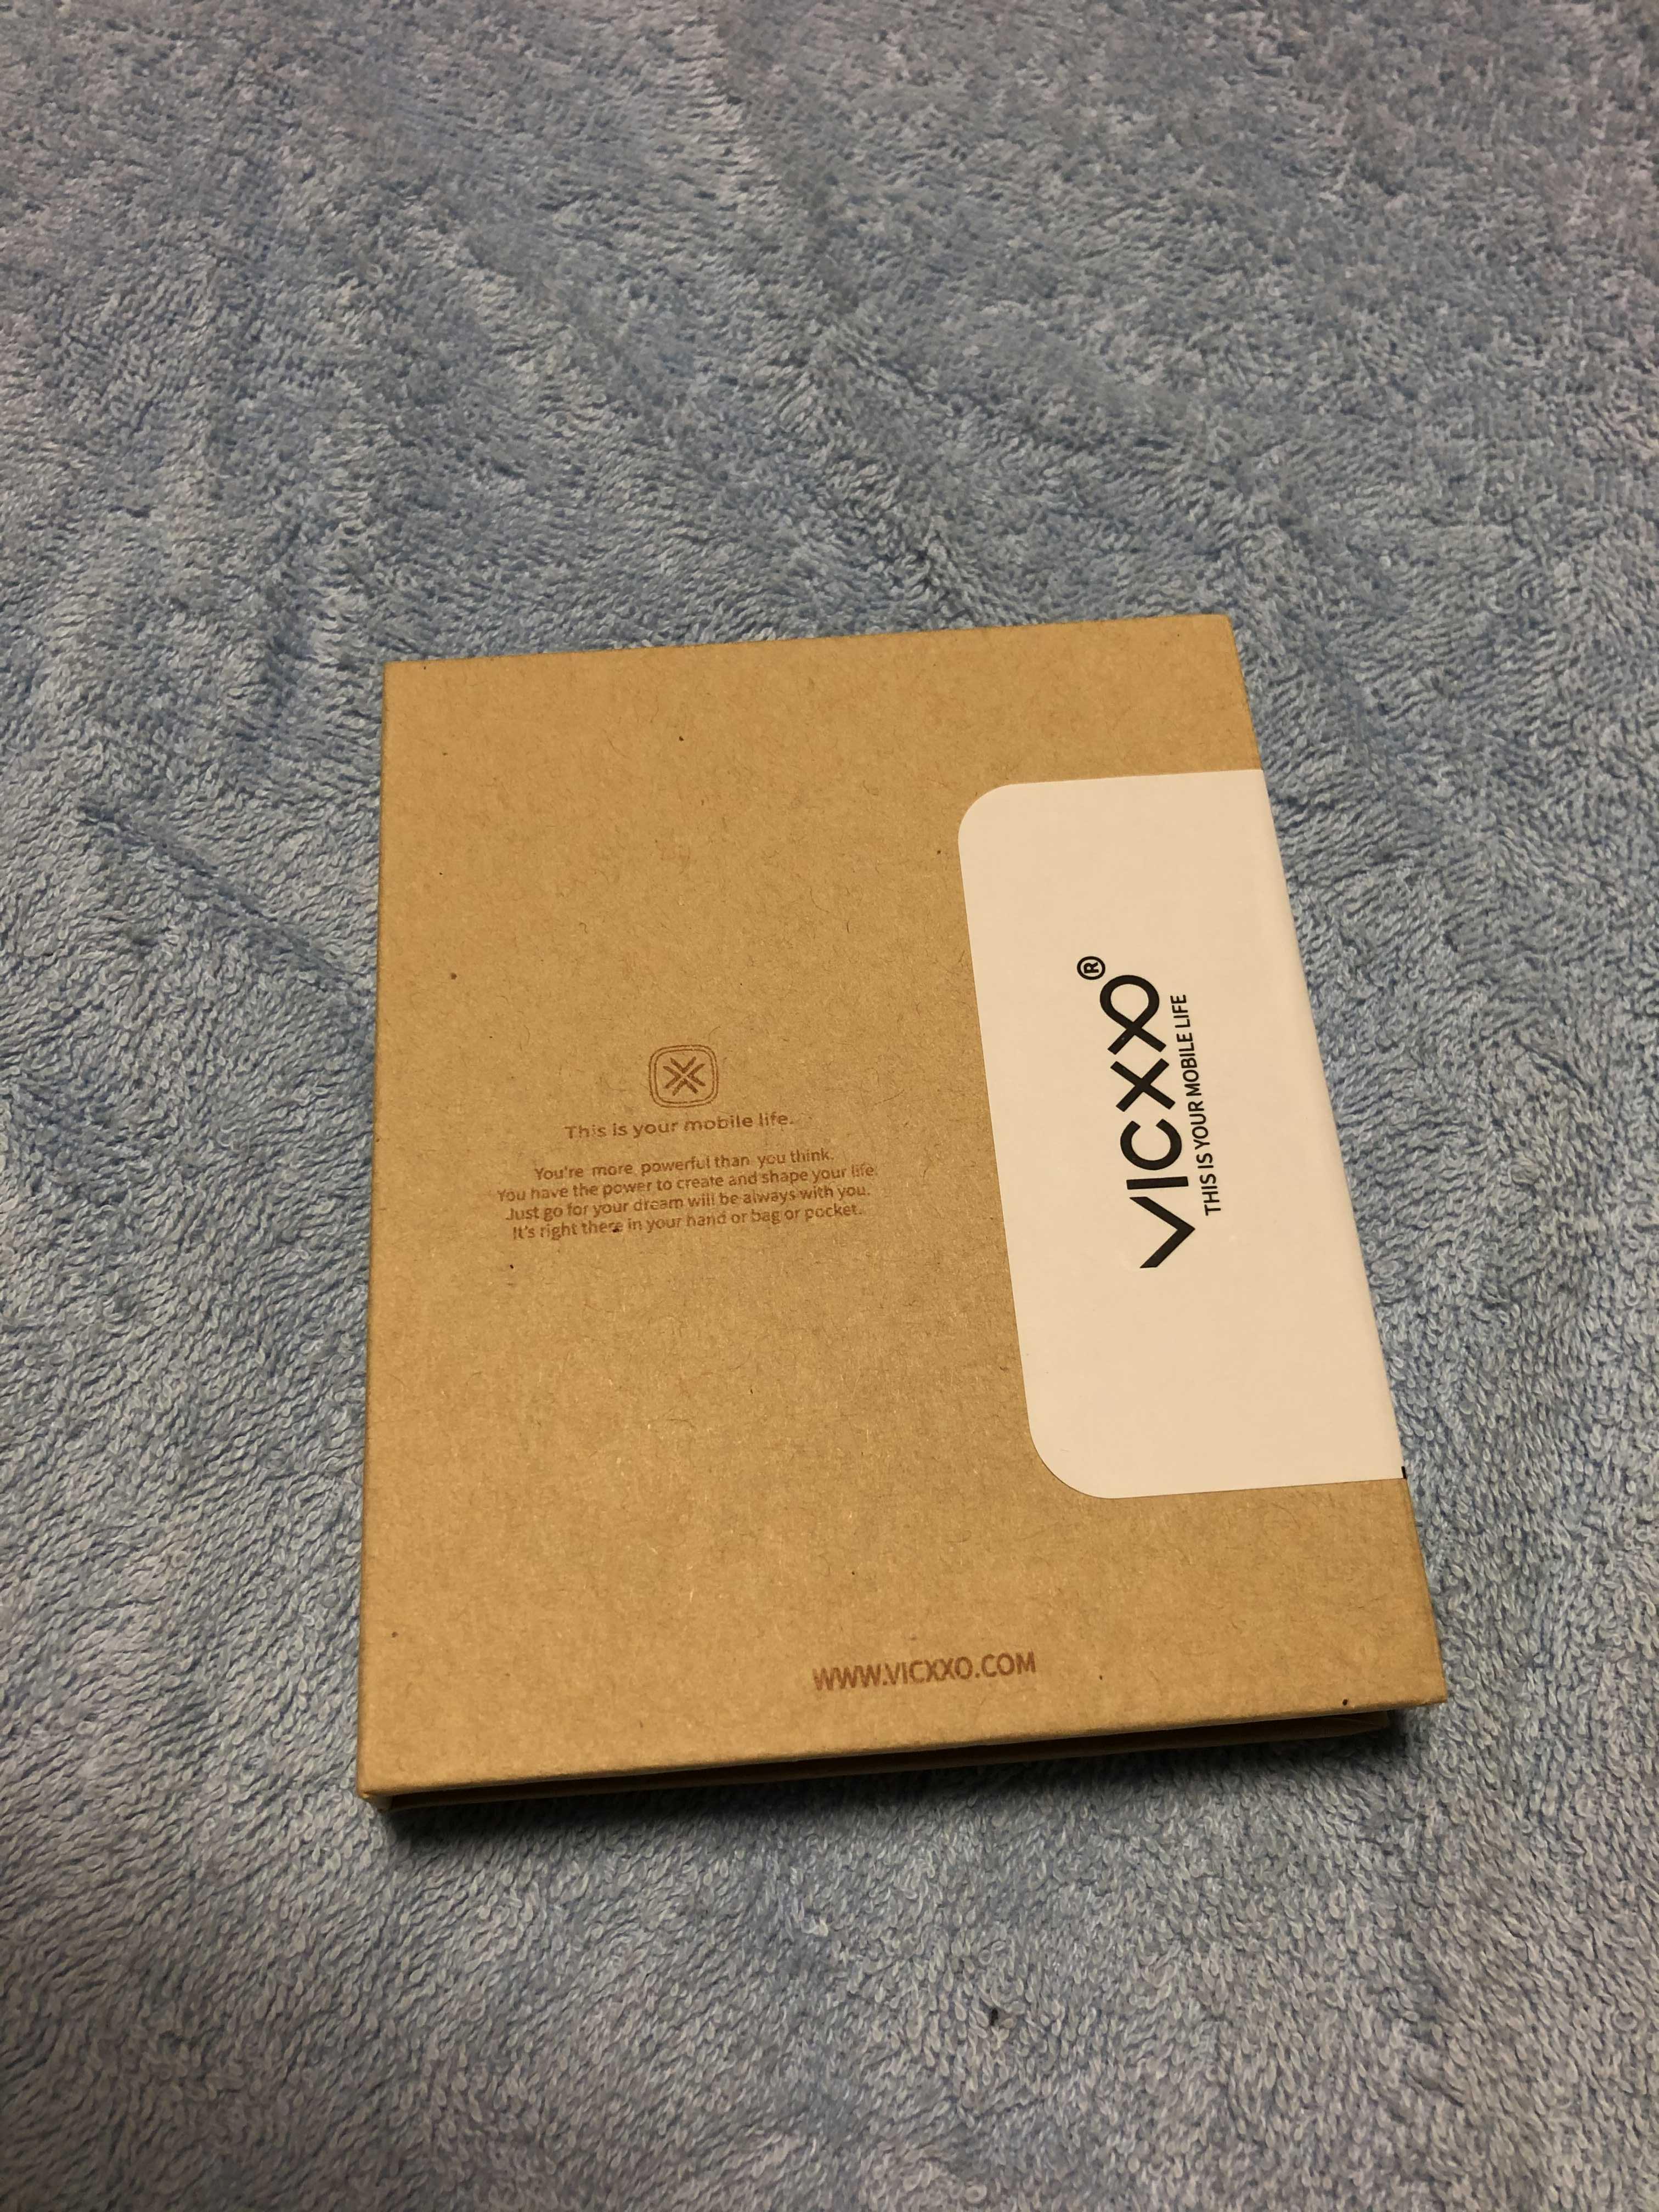 This is your mobile life.
You're more powerful than you think.
You have the power to create and shape your life.
Just go for your dream will be always with you.
It's right there in your hand or bag or pocket.
VICXXO®
THIS IS YOUR MOBILE LIFE
WWW.VICXXO.COM